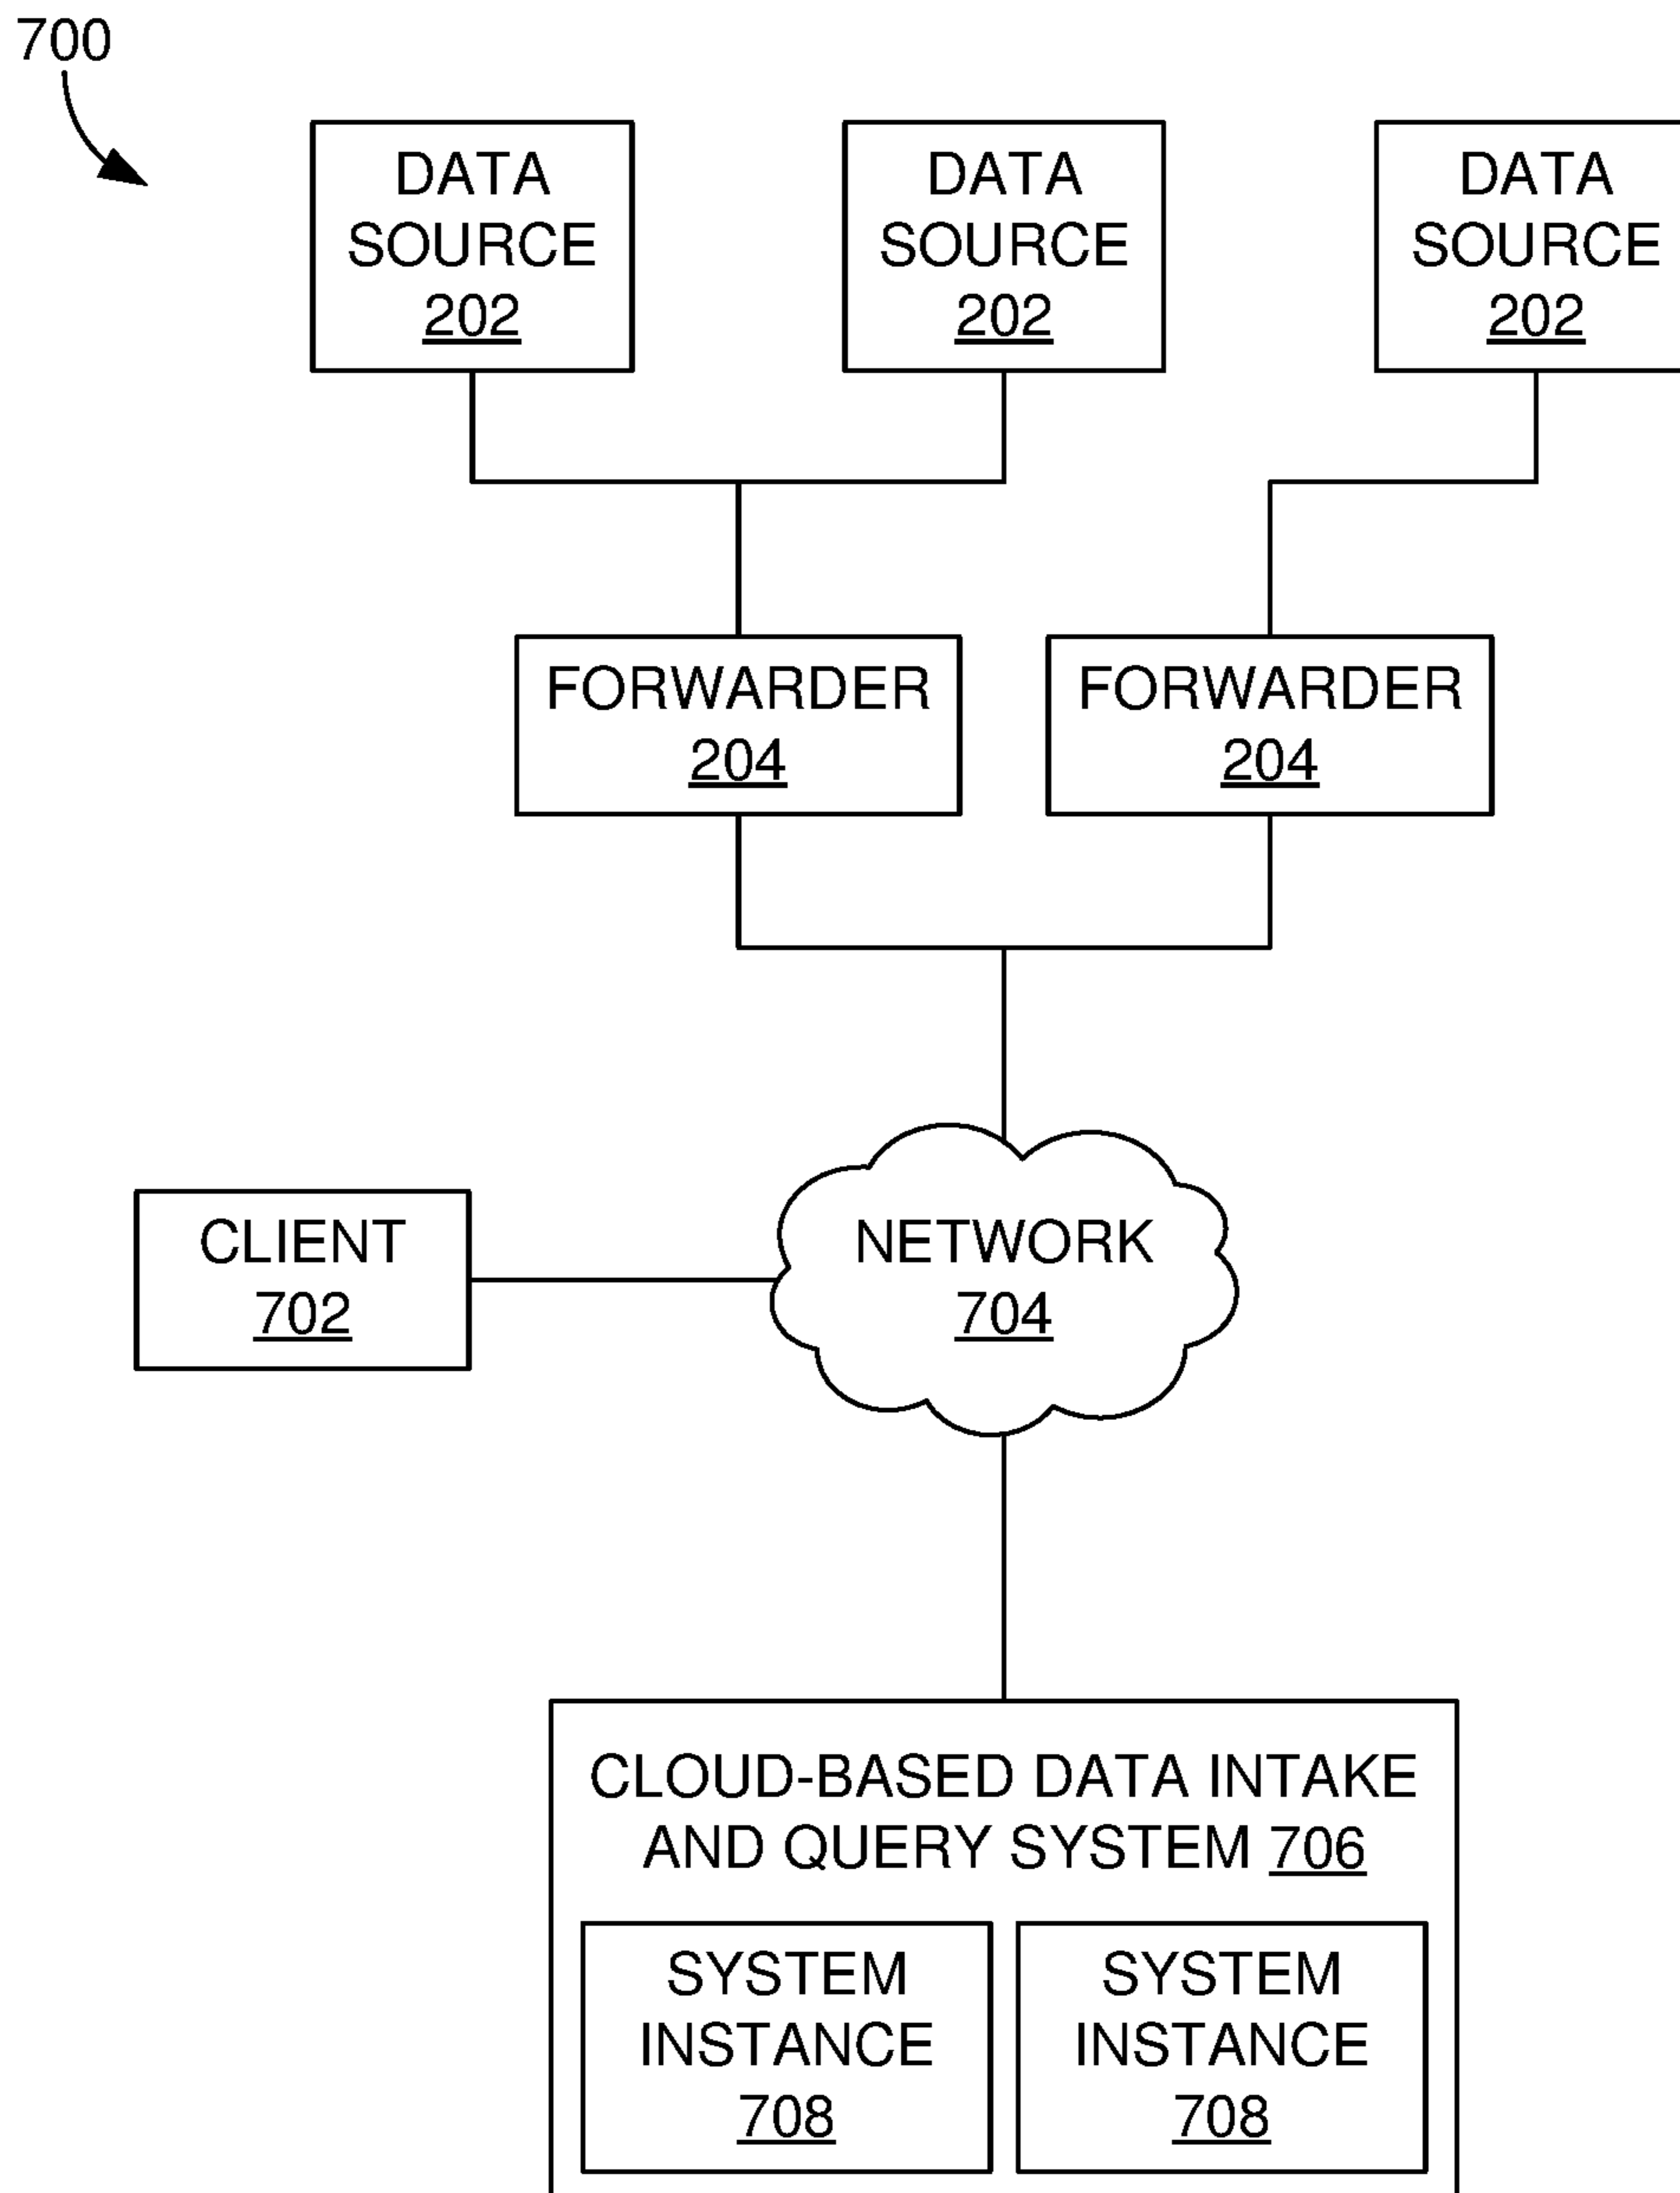 700
DATA
SOURCE
202
DATA
SOURCE
202
DATA
SOURCE
202
FORWARDER
204
FORWARDER
204
CLIENT
702
NETWORK
704
CLOUD-BASED DATA INTAKE
AND QUERY SYSTEM 706
SYSTEM
INSTANCE
708
SYSTEM
INSTANCE
708